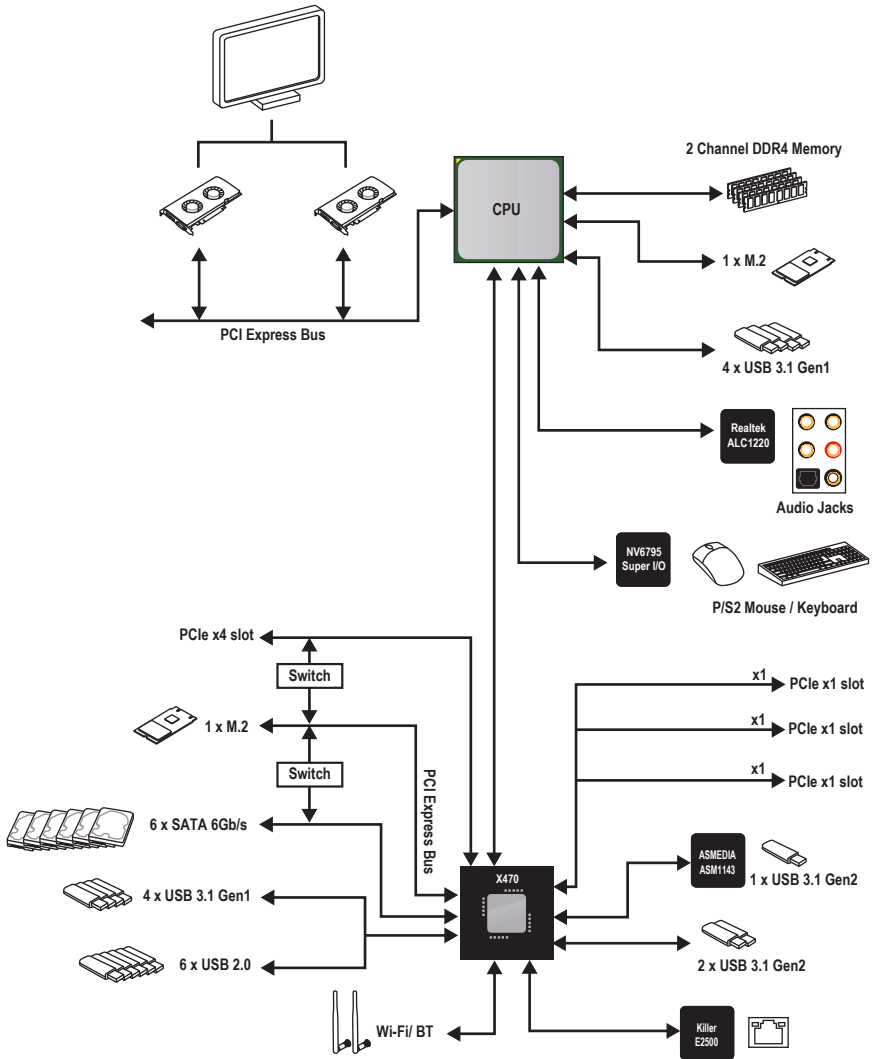 2 Channel DDR4 Memory
CPU
1 x M.2
PCI Express Bus
4 x USB 3.1 Gen1
Realtek
ALC1220
Audio Jacks
NV6795
Super I/O
P/S2 Mouse / Keyboard
PCIe x4 slot
Switch
x1
PCIe x1 slot
1 x M.2
x1
PCIe x1 slot
Switch
x1
PCIe x1 slot
PCI Express Bus
6 x SATA 6Gb/s
X470
ASMEDIA
ASM1143
1 x USB 3.1 Gen2
4 x USB 3.1 Gen1
6 x USB 2.0
2 x USB 3.1 Gen2
Wi-Fi/ BT
Killer
E2500